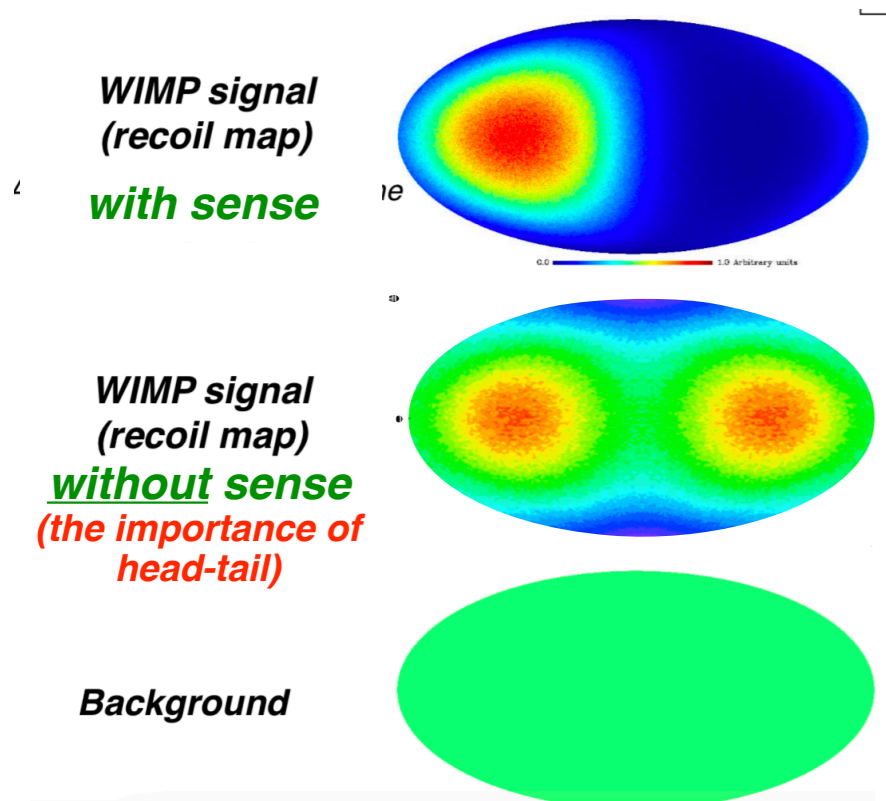 WIMP signal
(recoil map)
with sense
ne
0.0 1.0 Arbitrary units
WIMP signal
(recoil map)
without sense
(the importance of
head-tail)
Background